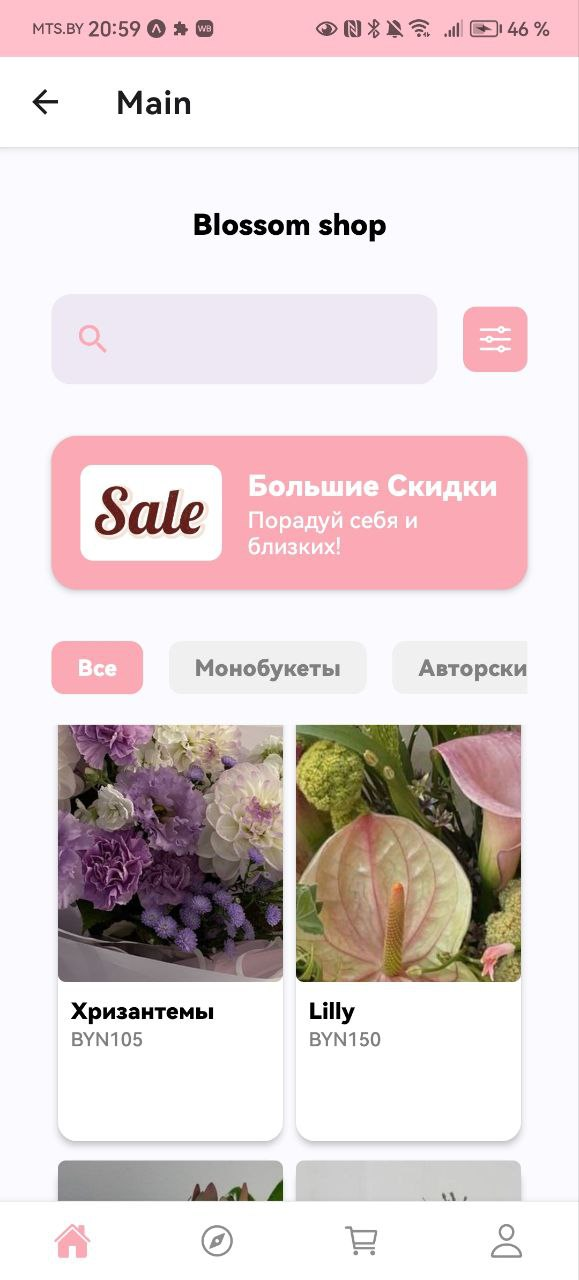 MTS.BY 20:59 WB 46 %
Main
Blossom shop
Sale
Большие Скидки
Порадуй себя и
близких!
Все Монобукеты Авторски
Хризантемы Lilly
BYN105 BYN150